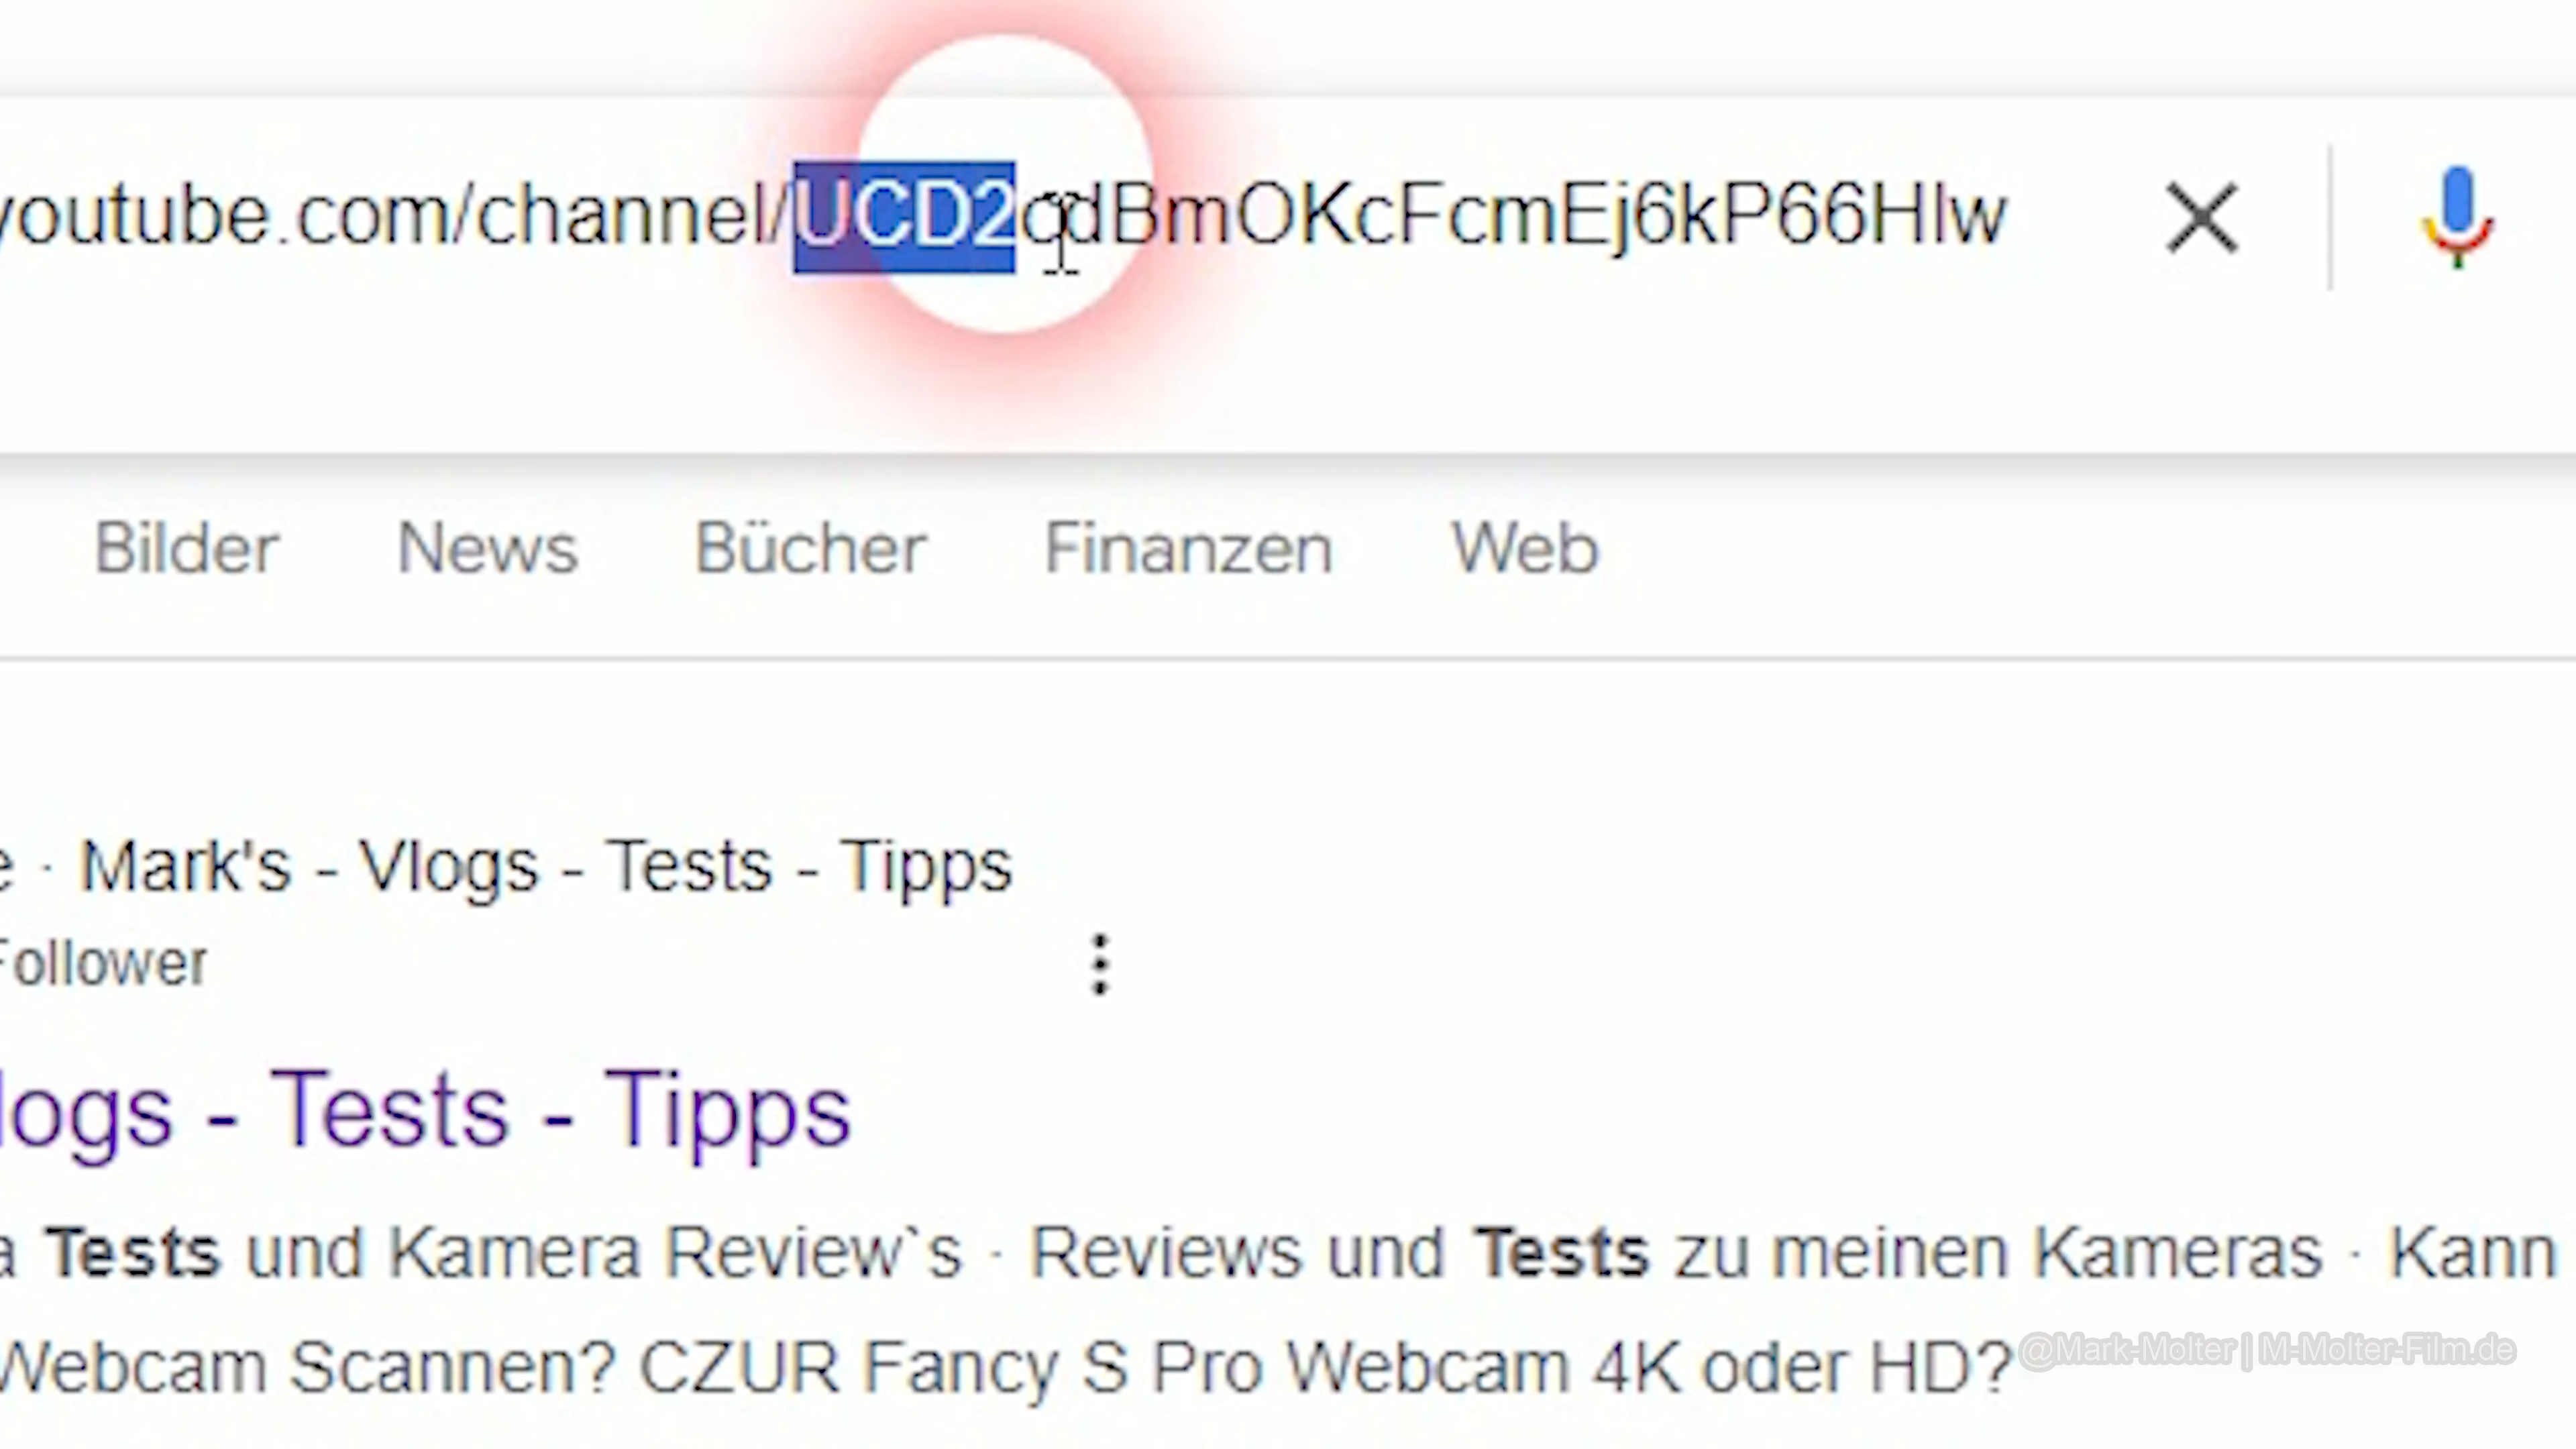 youtube.com/channel/UCD2cdBmOKcFcmEj6kP66HIw
Bilder News Bücher Finanzen Web
e · Mark's - Vlogs - Tests - Tipps
Follower
logs - Tests - Tipps
a Tests und Kamera Review`s · Reviews und Tests zu meinen Kameras · Kann
Webcam Scannen? CZUR Fancy S Pro Webcam 4K oder HD?
@Mark-Molter | M-Molter-Film.de